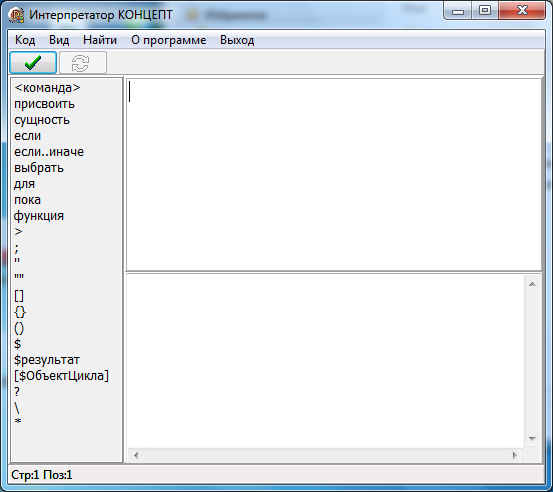 Интерпретатор КОНЦЕПТ
Код Вид Найти О программе Выход
<команда>
присвоить
сущность
если
если..иначе
выбрать
для
пока
функция
>
;
"
""
[]
{}
()
$
$результат
[$ОбъектЦикла]
?
\
*
Стр:1 Поз:1